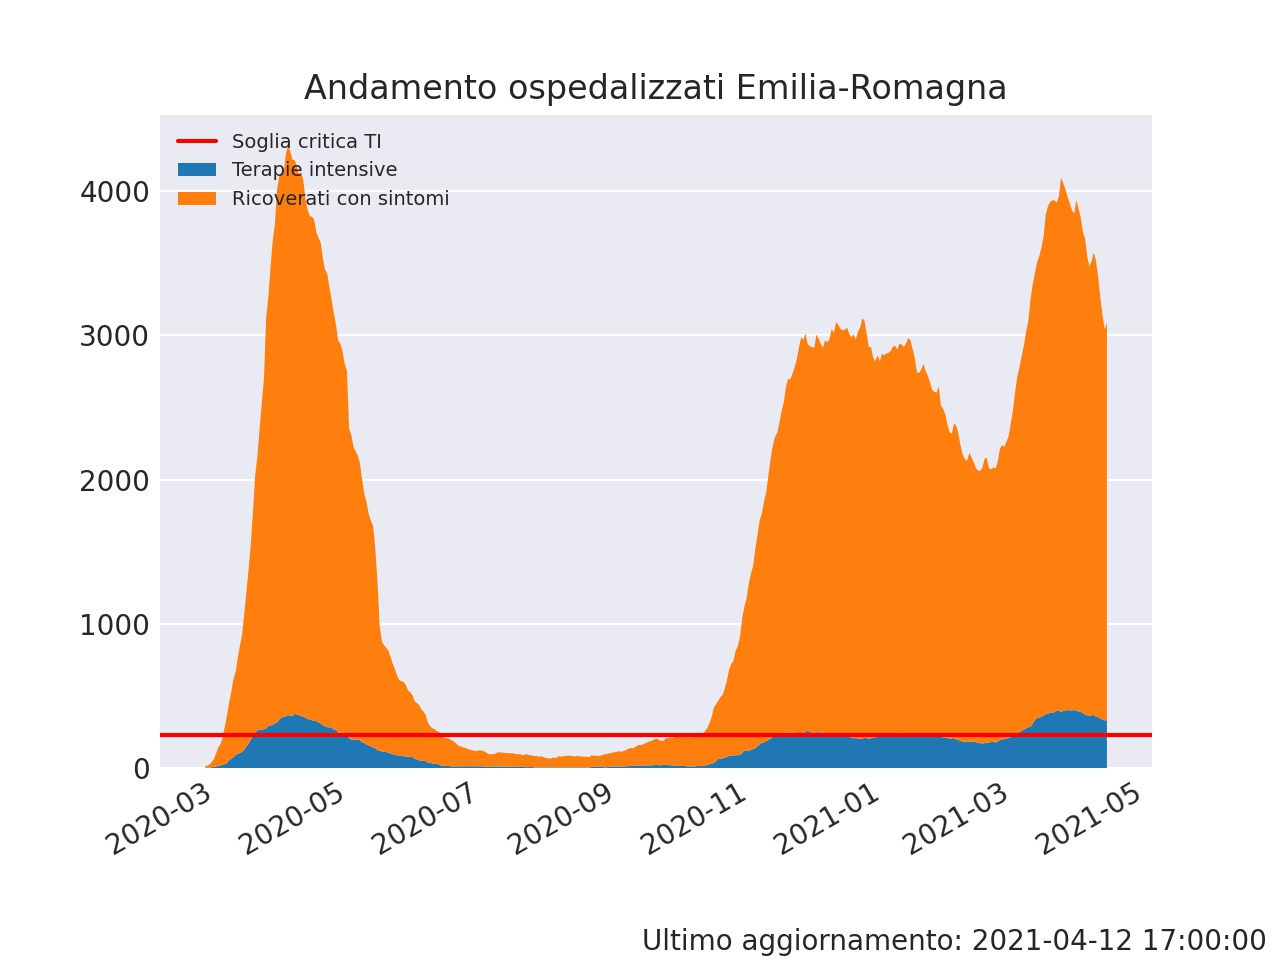 Andamento ospedalizzati Emilia-Romagna
Soglia critica TI
Terapie intensive
Ricoverati con sintomi
4000
3000
2000
1000
0
2020-03
2020-05
2020-07
2020-09
2020-11
2021-01
2021-03
2021-05
Ultimo aggiornamento: 2021-04-12 17:00:00